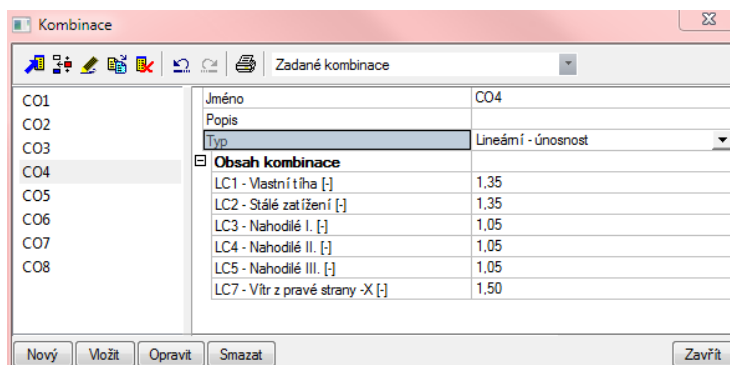 Kombinace
Zadané kombinace
CO1
CO2
CO3
CO4
CO5
CO6
CO7
CO8
Jméno CO4
Popis
Typ Lineární - únosnost
Obsah kombinace
LC1 - Vlastní tíha [-] 1,35
LC2 - Stálé zatížení [-] 1,35
LC3 - Nahodilé I. [-] 1,05
LC4 - Nahodilé II. [-] 1,05
LC5 - Nahodilé III. [-] 1,05
LC7 - Vítr z pravé strany -X [-] 1,50
Nový Vložit Opravit Smazat Zavřít